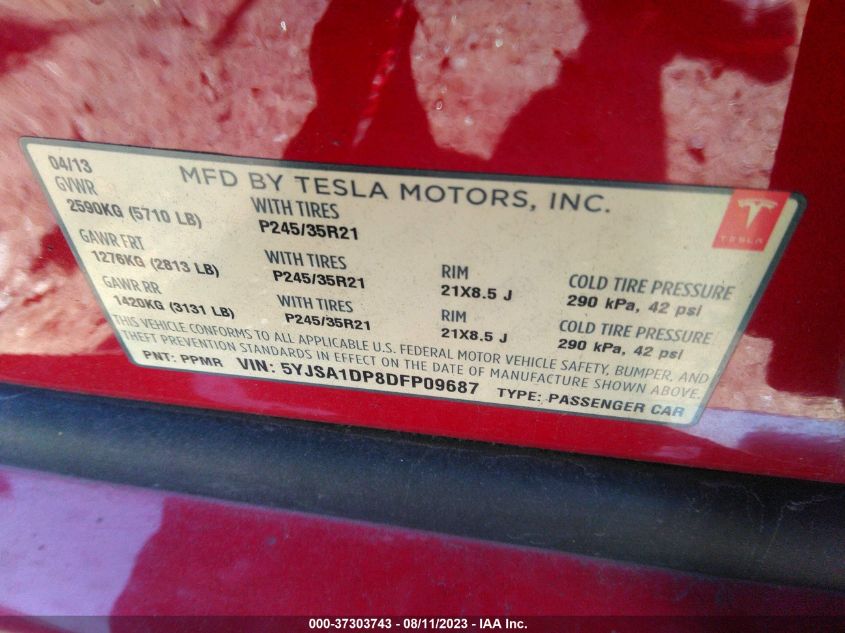 04/13 MFD BY TESLA MOTORS, INC.
GVWR
2590KG (5710 LB) WITH TIRES P245/35R21
GAWR FRT
1276KG (2813 LB) WITH TIRES P245/35R21 RIM 21X8.5 J COLD TIRE PRESSURE 290 kPa, 42 psi
GAWR RR
1420KG (3131 LB) WITH TIRES P245/35R21 RIM 21X8.5 J COLD TIRE PRESSURE 290 kPa, 42 psi
THIS VEHICLE CONFORMS TO ALL APPLICABLE U.S. FEDERAL MOTOR VEHICLE SAFETY, BUMPER, AND
THEFT PREVENTION STANDARDS IN EFFECT ON THE DATE OF MANUFACTURE SHOWN ABOVE.
PNT: PPMR VIN: 5YJSA1DP8DFP09687 TYPE: PASSENGER CAR
TESLA
000-37303743 - 08/11/2023 - IAA Inc.